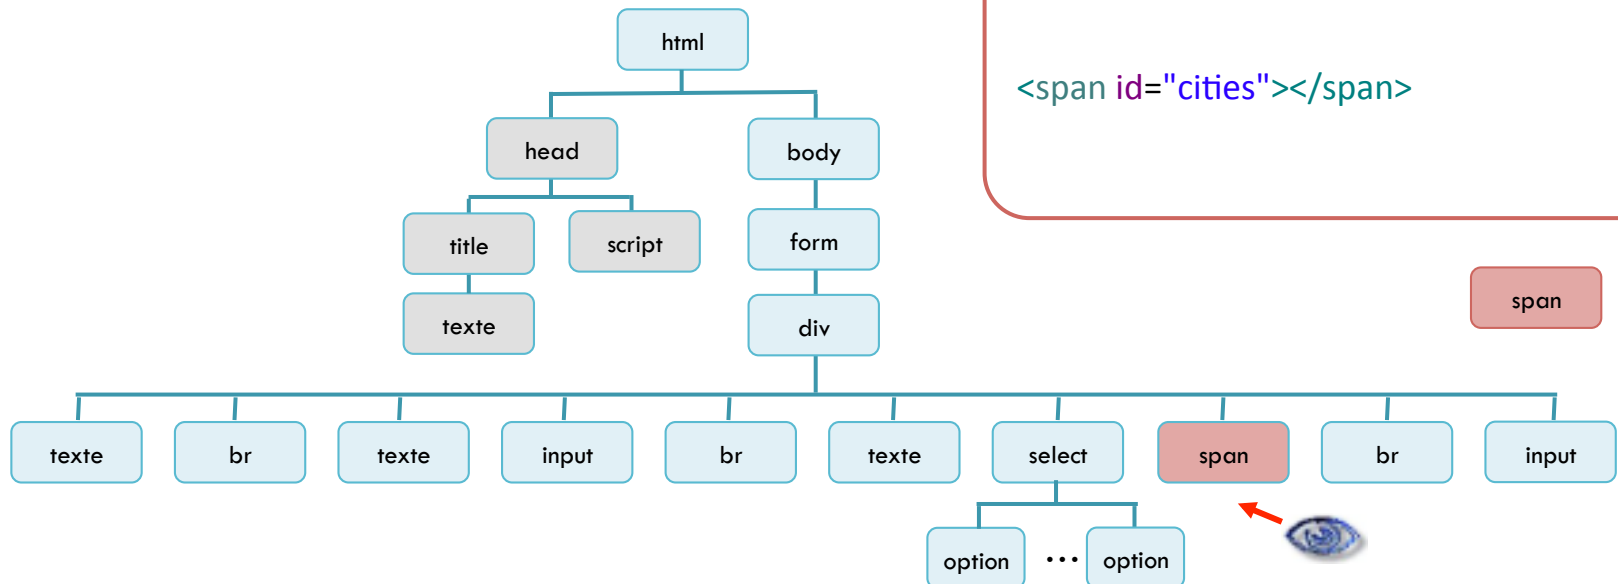 html
<span id="cities"></span>
head
body
title
script
form
span
texte
div
texte
br
texte
input
br
texte
select
span
br
input
option
...
option